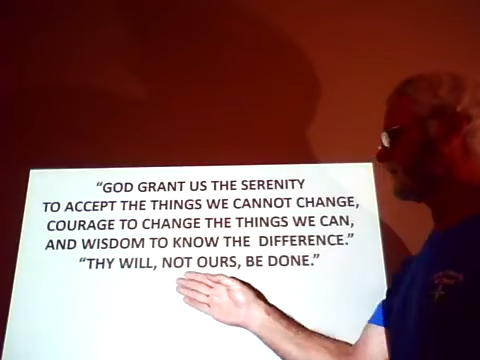 “GOD GRANT US THE SERENITY
TO ACCEPT THE THINGS WE CANNOT CHANGE,
COURAGE TO CHANGE THE THINGS WE CAN,
AND WISDOM TO KNOW THE DIFFERENCE.”
“THY WILL, NOT OURS, BE DONE.”